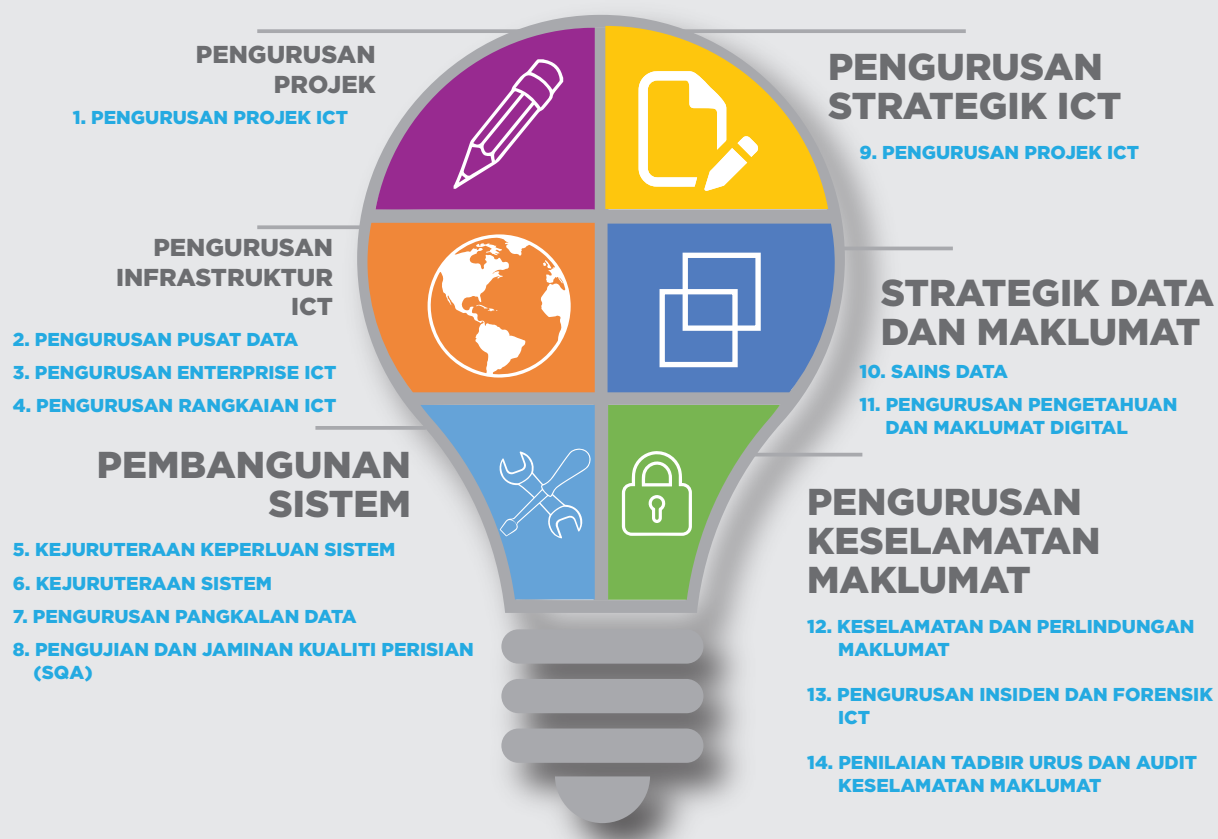 PENGURUSAN
PROJEK
1. PENGURUSAN PROJEK ICT
PENGURUSAN
INFRASTRUKTUR
ICT
2. PENGURUSAN PUSAT DATA
3. PENGURUSAN ENTERPRISE ICT
4. PENGURUSAN RANGKAIAN ICT
PEMBANGUNAN
SISTEM
5. KEJURUTERAAN KEPERLUAN SISTEM
6. KEJURUTERAAN SISTEM
7. PENGURUSAN PANGKALAN DATA
8. PENGUJIAN DAN JAMINAN KUALITI PERISIAN
(SQA)
PENGURUSAN
STRATEGIK ICT
9. PENGURUSAN PROJEK ICT
STRATEGIK DATA
DAN MAKLUMAT
10. SAINS DATA
11. PENGURUSAN PENGETAHUAN
DAN MAKLUMAT DIGITAL
PENGURUSAN
KESELAMATAN
MAKLUMAT
12. KESELAMATAN DAN PERLINDUNGAN
MAKLUMAT
13. PENGURUSAN INSIDEN DAN FORENSIK
ICT
14. PENILAIAN TADBIR URUS DAN AUDIT
KESELAMATAN MAKLUMAT